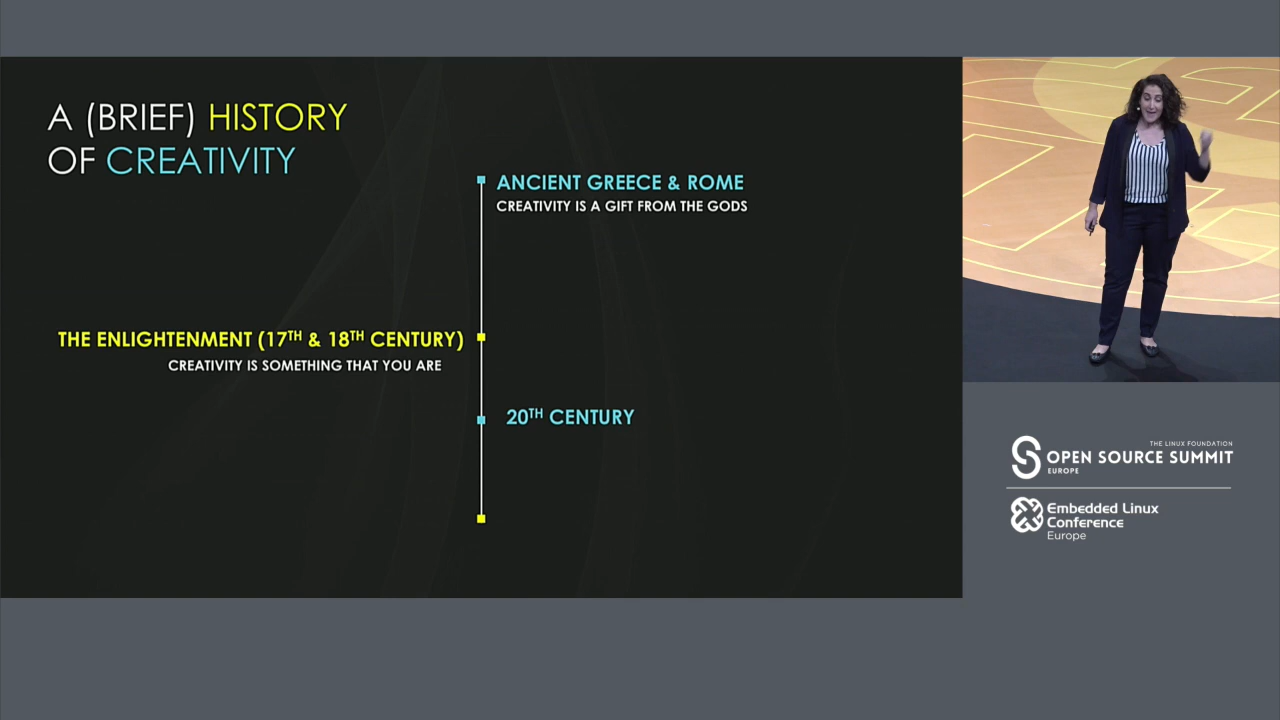 A (BRIEF) HISTORY
OF CREATIVITY
ANCIENT GREECE & ROME
CREATIVITY IS A GIFT FROM THE GODS
THE ENLIGHTENMENT (17TH & 18TH CENTURY)
CREATIVITY IS SOMETHING THAT YOU ARE
20TH CENTURY
THE LINUX FOUNDATION
OPEN SOURCE SUMMIT
EUROPE
Embedded Linux
Conference
Europe